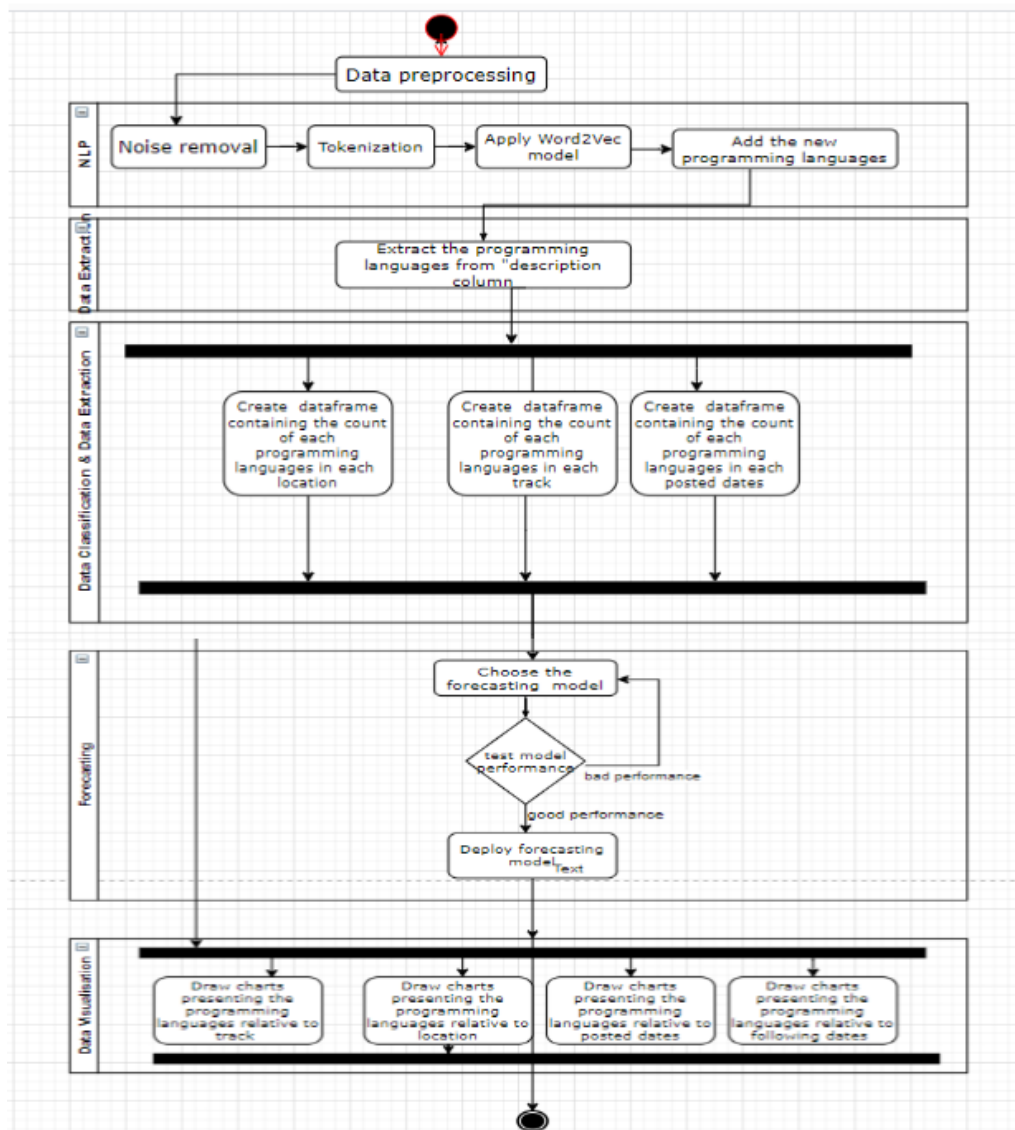 Data preprocessing
NLP
Noise removal
Tokenization
Apply Word2Vec
model
Add the new
programming languages
Data Extraction
Extract the programming
languages from "description
column
Data Classification & Data Extraction
Create dataframe
containing the count
of each
programming
languages in each
location
Create dataframe
containing the count
of each
programming
languages in each
track
Create dataframe
containing the count
of each
programming
languages in each
posted dates
Forecasting
Choose the
forecasting model
test model
performance
bad performance
good performance
Deploy forecasting
model
Text
Data Visualisation
Draw charts
presenting the
programming
languages relative to
track
Draw charts
presenting the
programming
languages relative to
location
Draw charts
presenting the
programming
languages relative to
posted dates
Draw charts
presenting the
programming
languages relative to
following dates